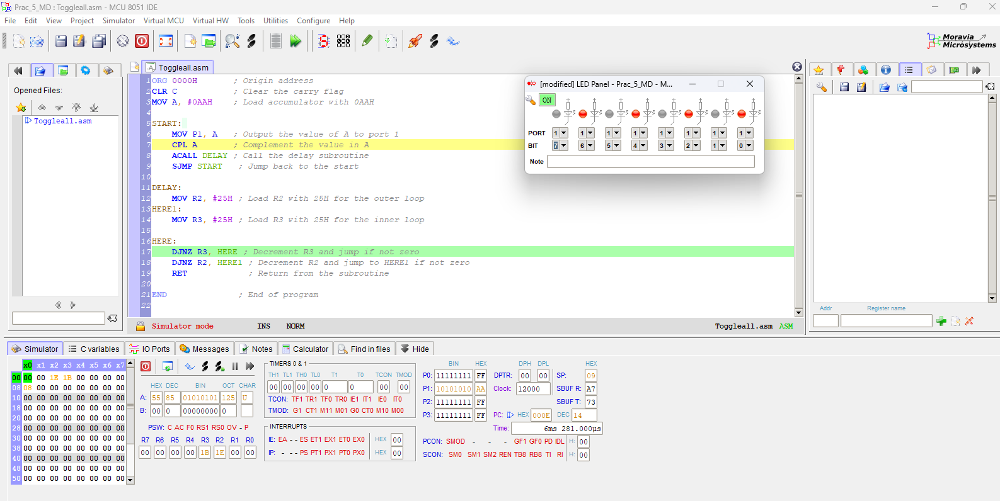 Prac_5_MD : Toggleall.asm - MCU 8051 IDE
File Edit View Project Simulator Virtual MCU Virtual HW Tools Utilities Configure Help
Moravia
Microsystems
Opened Files:
Toggleall.asm
Toggleall.asm
1 ORG 0000H ; Origin address
2 CLR C ; Clear the carry flag
3 MOV A, #0AAH ; Load accumulator with 0AAH
4
5 START:
6 MOV P1, A ; Output the value of A to port 1
7 CPL A ; Complement the value in A
8 ACALL DELAY ; Call the delay subroutine
9 SJMP START ; Jump back to the start
10
11 DELAY:
12 MOV R2, #25H ; Load R2 with 25H for the outer loop
13 HERE1:
14 MOV R3, #25H ; Load R3 with 25H for the inner loop
15
16 HERE:
17 DJNZ R3, HERE ; Decrement R3 and jump if not zero
18 DJNZ R2, HERE1 ; Decrement R2 and jump to HERE1 if not zero
19 RET ; Return from the subroutine
20
21 END ; End of program
22
Simulator mode INS NORM Toggleall.asm ASM
[modified] LED Panel - Prac_5_MD - M...
ON
PORT 1 1 1 1 1 1 1 1
BIT 7 6 5 4 3 2 1 0
Note
Addr Register name
Simulator C variables IO Ports Messages Notes Calculator Find in files Hide
x0 x1 x2 x3 x4 x5 x6 x7
00 00 00 1E 1B 00 00 00 00
08 08 00 00 00 00 00 00 00
10 00 00 00 00 00 00 00 00
18 00 00 00 00 00 00 00 00
20 00 00 00 00 00 00 00 00
28 00 00 00 00 00 00 00 00
30 00 00 00 00 00 00 00 00
38 00 00 00 00 00 00 00 00
40 00 00 00 00 00 00 00 00
48 00 00 00 00 00 00 00 00
50 00 00 00 00 00 00 00 00
HEX DEC BIN OCT CHAR
A: 55 85 01010101 125 U
B: 00 0 00000000 0
PSW: C AC F0 RS1 RS0 OV - P
R7 R6 R5 R4 R3 R2 R1 R0
00 00 00 00 1B 1E 00 00
TIMERS 0 & 1
TH1 TL1 TH0 TL0 T1 T0 TCON TMOD
00 00 00 00 0 0 00 00
TCON: TF1 TR1 TF0 TR0 IE1 IT1 IE0 IT0
TMOD: G1 CT1 M11 M01 G0 CT0 M10 M00
INTERRUPTS
IE: EA - - ES ET1 EX1 ET0 EX0 HEX 00
IP: - - - PS PT1 PX1 PT0 PX0 HEX 00
BIN HEX
P0: 11111111 FF
P1: 10101010 AA
P2: 11111111 FF
P3: 11111111 FF
DPH DPL HEX
DPTR: 00 00 SP: 09
Clock: 12000 SBUF R: A7
SBUF T: 73
PC: HEX 000E DEC 14
Time: 6ms 281.000µs
PCON: SMOD - - - GF1 GF0 PD IDL H: 00
SCON: SM0 SM1 SM2 REN TB8 RB8 TI RI H: 00